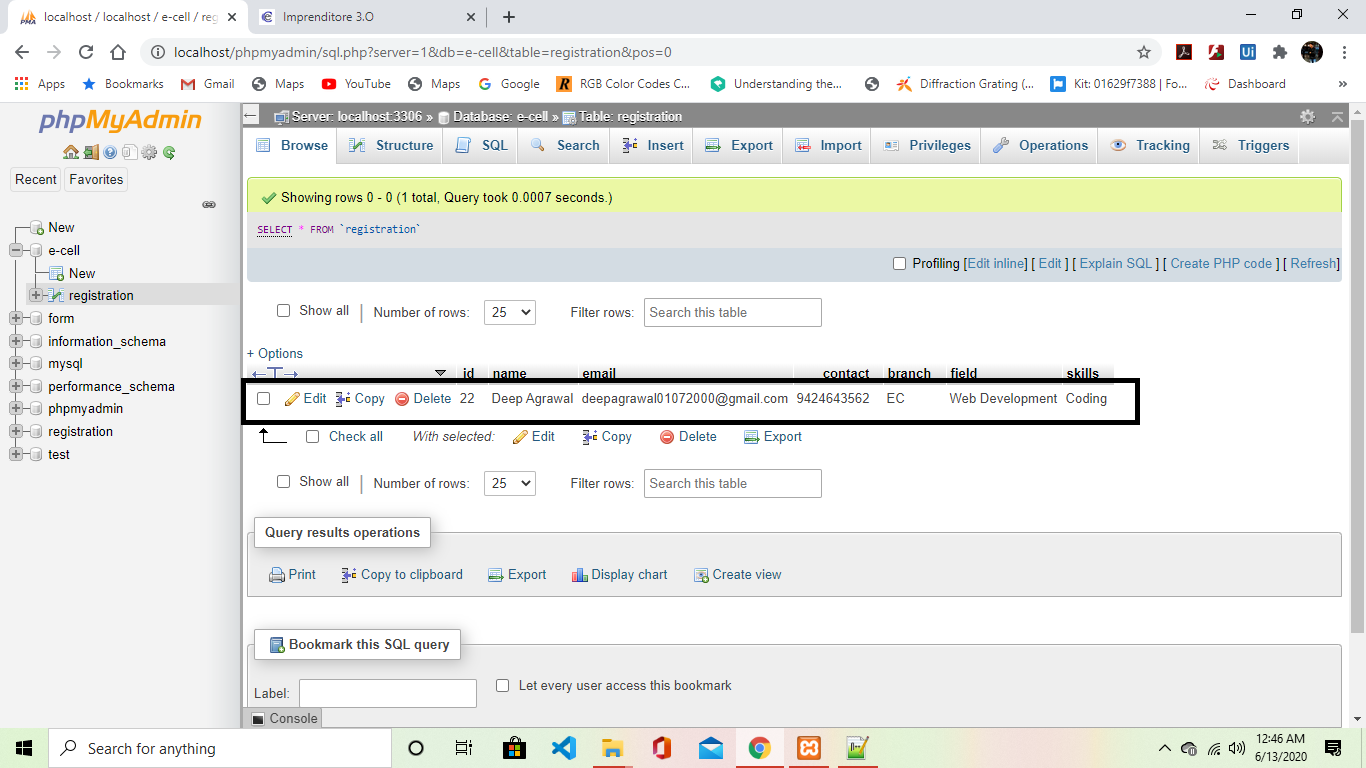 localhost / localhost / e-cell / reg
Imprenditore 3.O
localhost/phpmyadmin/sql.php?server=1&db=e-cell&table=registration&pos=0
Apps Bookmarks Gmail Maps YouTube Maps Google RGB Color Codes C... Understanding the... Diffraction Grating (... Kit: 01629f7388 | Fo... Dashboard »
phpMyAdmin
Recent Favorites
New
e-cell
New
registration
form
information_schema
mysql
performance_schema
phpmyadmin
registration
test
Server: localhost:3306 » Database: e-cell » Table: registration
Browse Structure SQL Search Insert Export Import Privileges Operations Tracking Triggers
Showing rows 0 - 0 (1 total, Query took 0.0007 seconds.)
SELECT * FROM `registration`
Profiling [Edit inline] [ Edit ] [ Explain SQL ] [ Create PHP code ] [ Refresh]
Show all | Number of rows: 25 Filter rows: Search this table
+ Options
←T→ id name email contact branch field skills
Edit Copy Delete 22 Deep Agrawal deepagrawal01072000@gmail.com 9424643562 EC Web Development Coding
Check all With selected: Edit Copy Delete Export
Show all | Number of rows: 25 Filter rows: Search this table
Query results operations
Print Copy to clipboard Export Display chart Create view
Bookmark this SQL query
Label: Let every user access this bookmark
Console
Search for anything
12:46 AM
6/13/2020